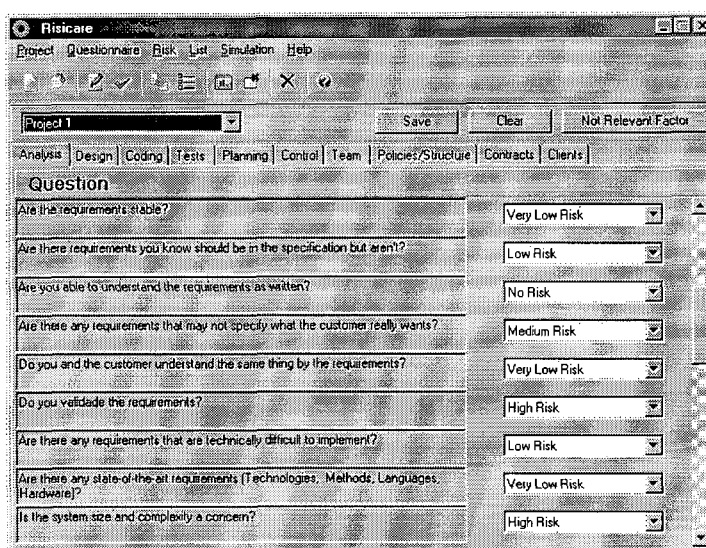 Risicare
Project Questionnaire Risk List Simulation Help
Project 1
Save Clear Not Relevant Factor
Analysis Design Coding Tests Planning Control Team Policies/Structure Contracts Clients
Question
Are the requirements stable? Very Low Risk
Are there requirements you know should be in the specification but aren't? Low Risk
Are you able to understand the requirements as written? No Risk
Are there any requirements that may not specify what the customer really wants? Medium Risk
Do you and the customer understand the same thing by the requirements? Very Low Risk
Do you validade the requirements? High Risk
Are there any requirements that are technically difficult to implement? Low Risk
Are there any state-of-the-art requirements (Technologies, Methods, Languages,
Hardware)? Very Low Risk
Is the system size and complexily a concern? High Risk